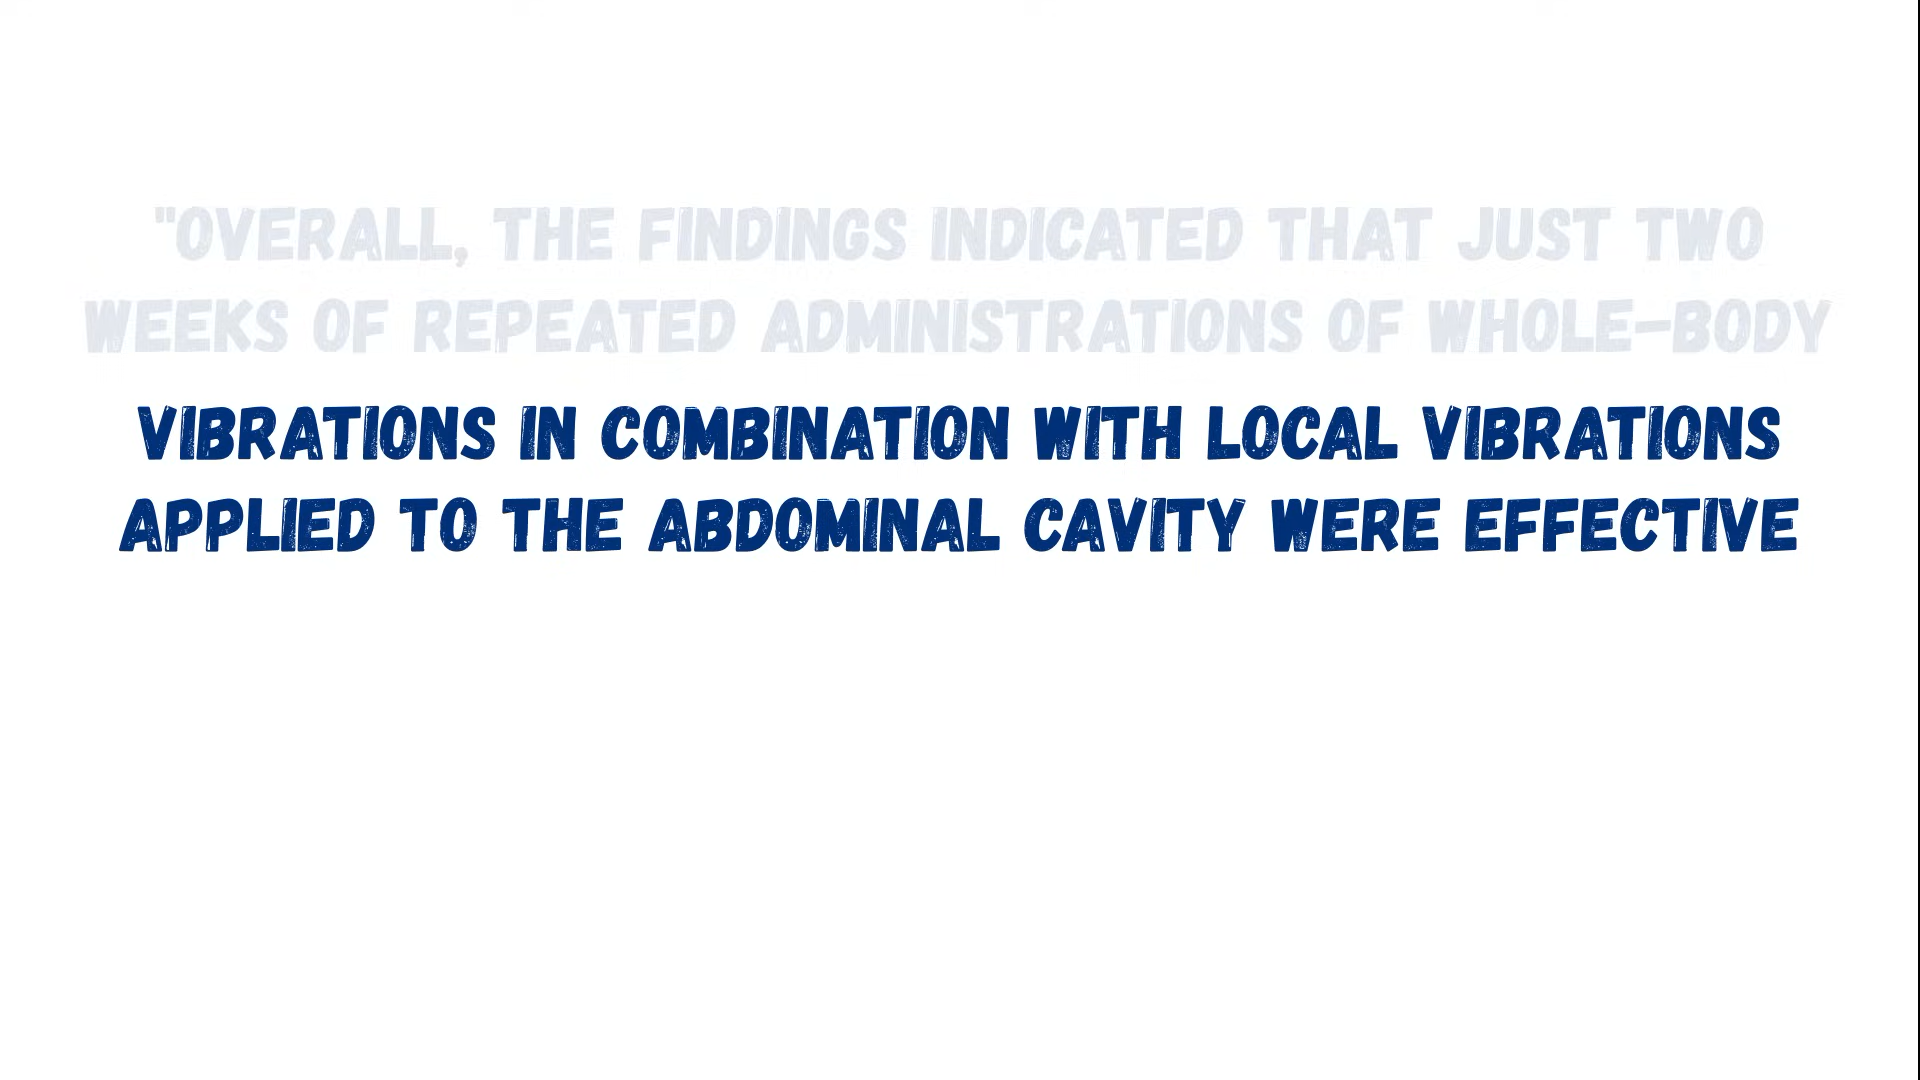 "OVERALL, THE FINDINGS INDICATED THAT JUST TWO
WEEKS OF REPEATED ADMINISTRATIONS OF WHOLE-BODY
VIBRATIONS IN COMBINATION WITH LOCAL VIBRATIONS
APPLIED TO THE ABDOMINAL CAVITY WERE EFFECTIVE